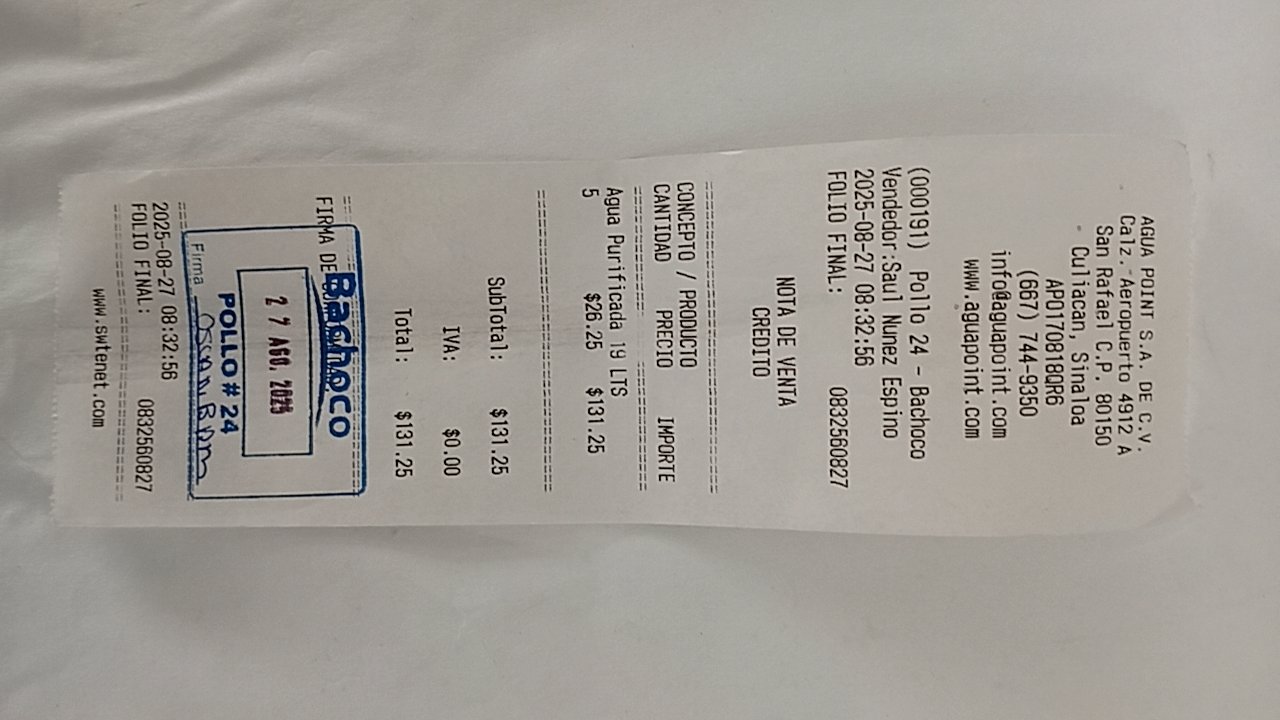 AGUA POINT S.A. DE C.V.
Calz. Aeropuerto 4912 A
San Rafael C.P. 80150
Culiacan, Sinaloa
APO170818QR6
(667) 744-9350
info@aguapoint.com
www.aguapoint.com
(000191) Pollo 24 - Bachoco
Vendedor:Saul Nunez Espino
2025-08-27 08:32:56
FOLIO FINAL: 0832560827
NOTA DE VENTA
CREDITO
CONCEPTO / PRODUCTO
CANTIDAD PRECIO IMPORTE
Agua Purificada 19 LTS
5 $26.25 $131.25
SubTotal: $131.25
IVA: $0.00
Total: $131.25
FIRMA DE
Bachoco
27 AGO. 2025
POLLO # 24
Firma
2025-08-27 08:32:56
FOLIO FINAL: 0832560827
www.swtenet.com